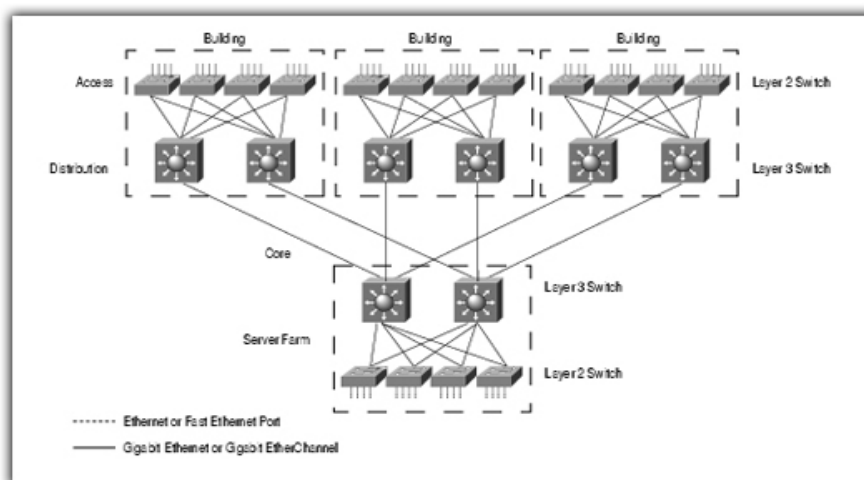 Building Building Building
Access Layer 2 Switch
Distribution Layer 3 Switch
Core
Layer 3 Switch
Server Farm
Layer 2 Switch
Ethernet or Fast Ethernet Port
Gigabit Ethernet or Gigabit EtherChannel